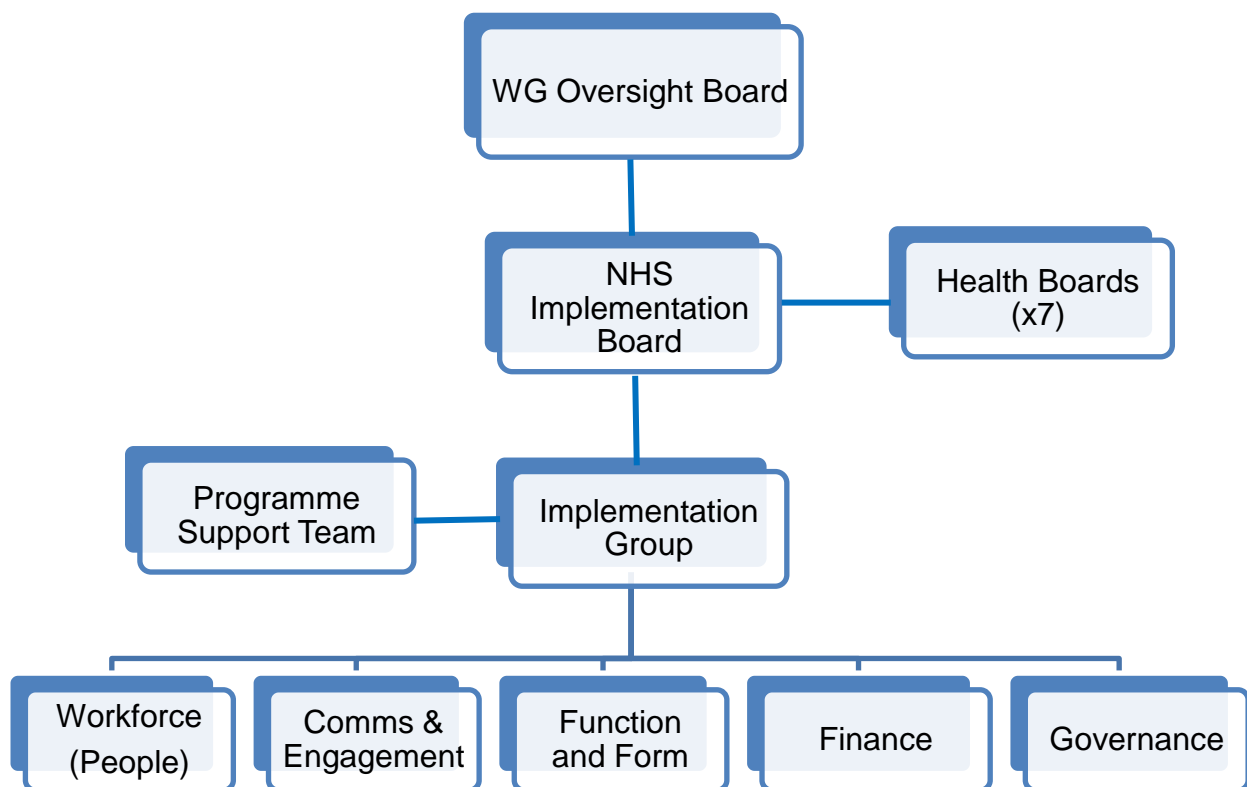 WG Oversight Board
NHS
Implementation
Board
Health Boards
(x7)
Programme
Support Team
Implementation
Group
Workforce
(People)
Comms &
Engagement
Function
and Form
Finance
Governance